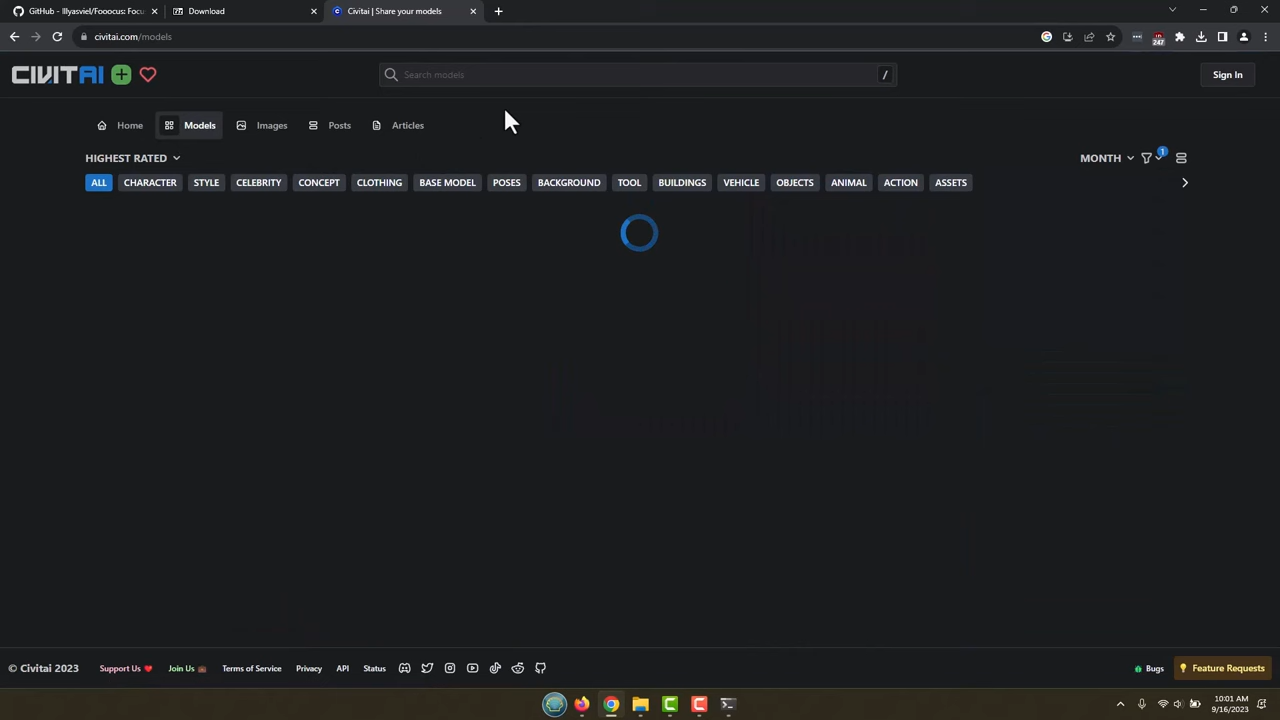 GitHub - lllyasviel/Fooocus: Focu
Download
Civitai | Share your models
civitai.com/models
247
CIVITAI
Search models
/
Sign In
Home
Models
Images
Posts
Articles
HIGHEST RATED
MONTH
1
ALL
CHARACTER
STYLE
CELEBRITY
CONCEPT
CLOTHING
BASE MODEL
POSES
BACKGROUND
TOOL
BUILDINGS
VEHICLE
OBJECTS
ANIMAL
ACTION
ASSETS
© Civitai 2023
Support Us
Join Us
Terms of Service
Privacy
API
Status
Bugs
Feature Requests
10:01 AM
9/16/2023